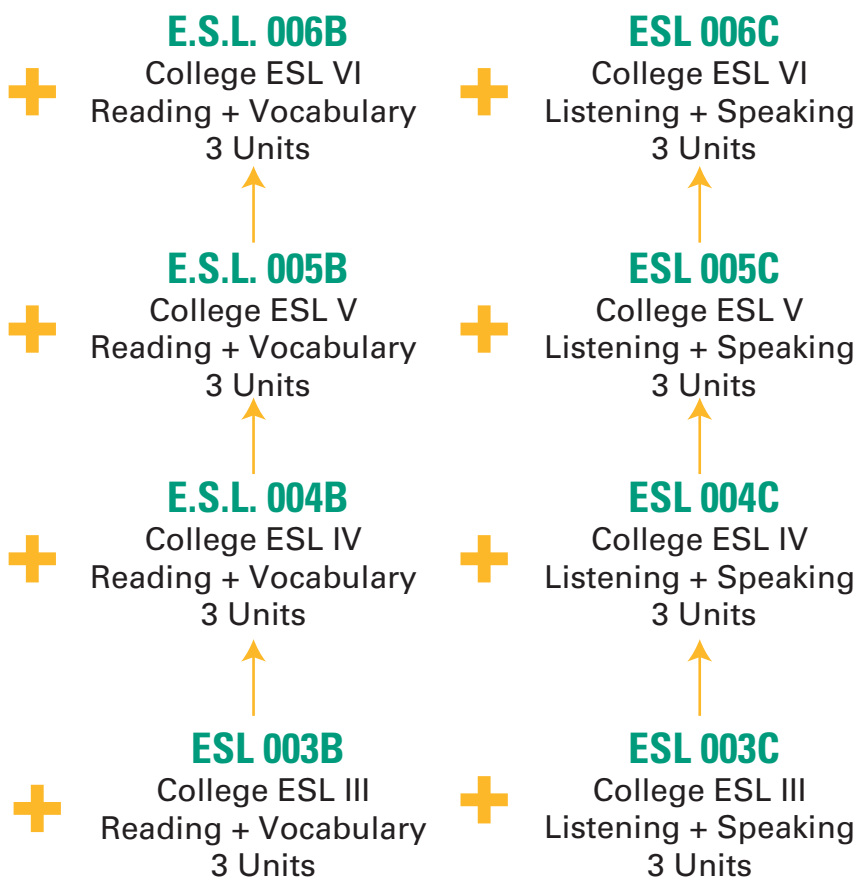 E.S.L. 006B
College ESL VI
Reading + Vocabulary
3 Units
ESL 006C
College ESL VI
Listening + Speaking
3 Units
E.S.L. 005B
College ESL V
Reading + Vocabulary
3 Units
ESL 005C
College ESL V
Listening + Speaking
3 Units
E.S.L. 004B
College ESL IV
Reading + Vocabulary
3 Units
ESL 004C
College ESL IV
Listening + Speaking
3 Units
ESL 003B
College ESL III
Reading + Vocabulary
3 Units
ESL 003C
College ESL III
Listening + Speaking
3 Units